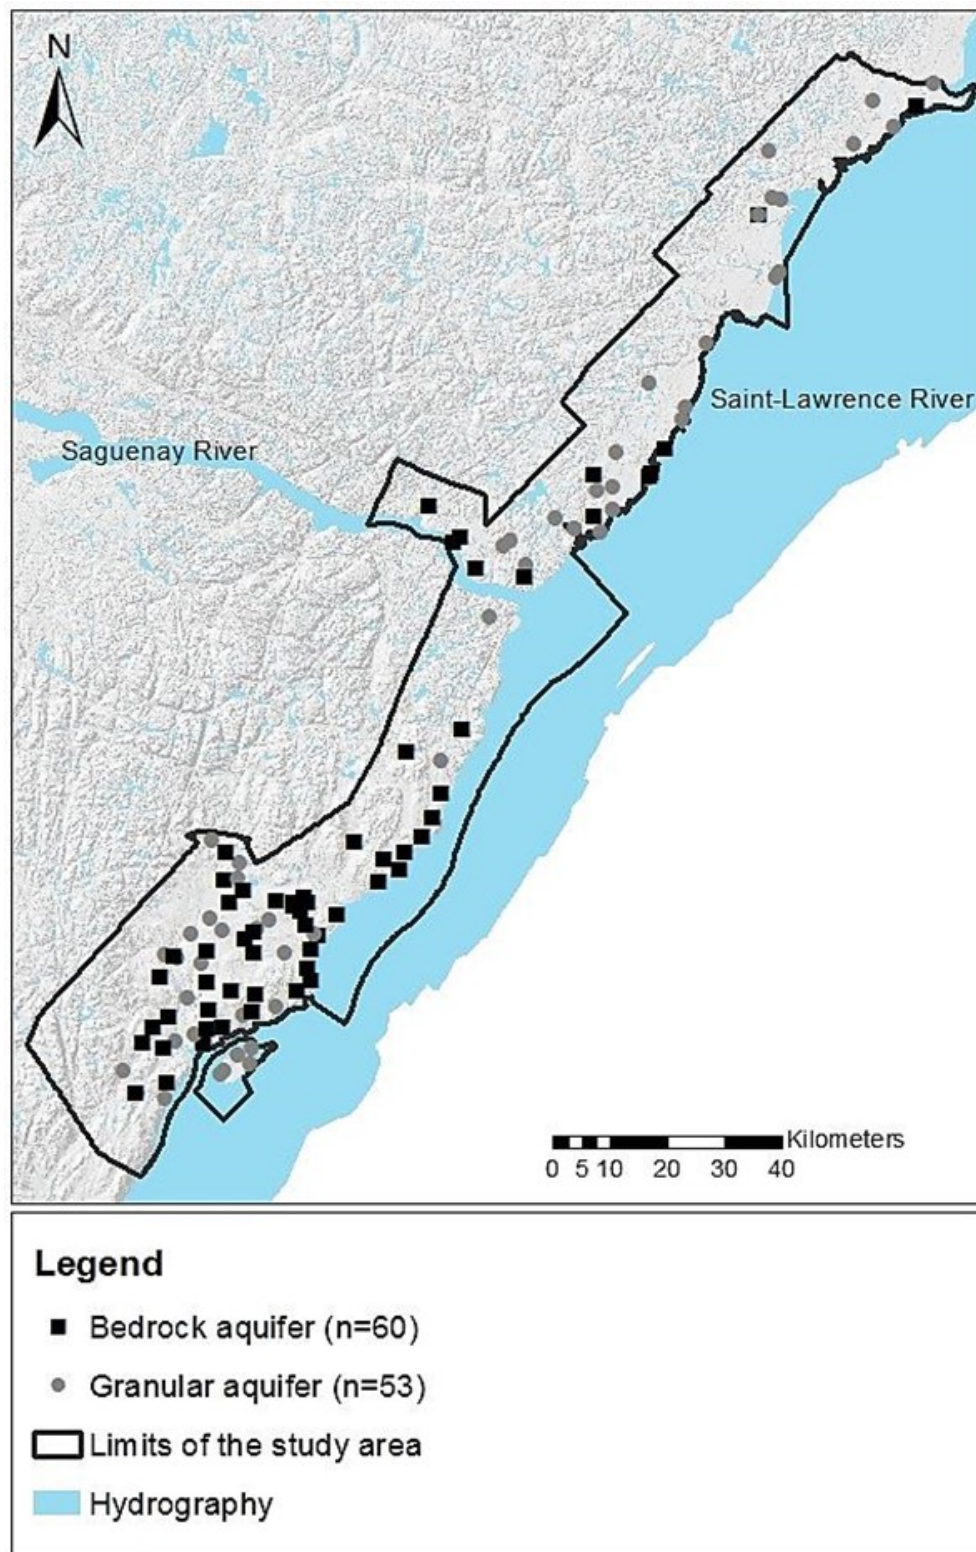 N
Saint-Lawrence River
Saguenay River
Kilometers
0 5 10 20 30 40
Legend
Bedrock aquifer (n=60)
Granular aquifer (n=53)
Limits of the study area
Hydrography